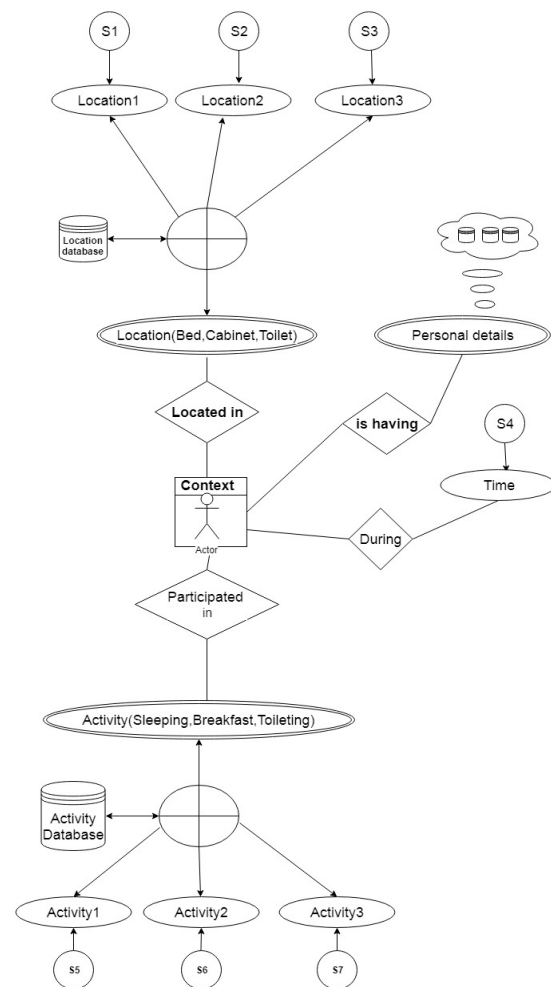 S1
S2
S3
Location1
Location2
Location3
Location
database
Location(Bed,Cabinet,Toilet)
Personal details
Located in
is having
S4
Context
Time
Actor
During
Participated
in
Activity(Sleeping,Breakfast,Toileting)
Activity
Database
Activity1
Activity2
Activity3
S5
S6
S7